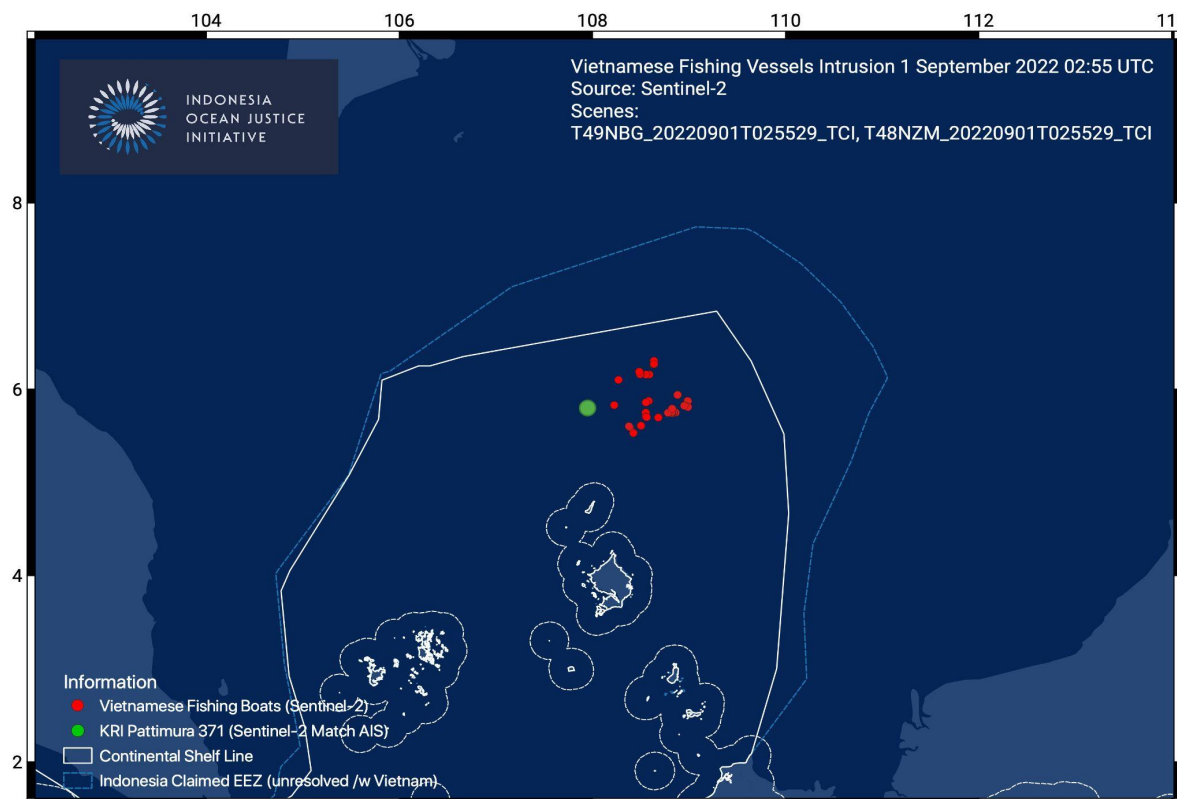 104 106 108 110 112 11
INDONESIA
OCEAN JUSTICE
INITIATIVE
Vietnamese Fishing Vessels Intrusion 1 September 2022 02:55 UTC
Source: Sentinel-2
Scenes:
T49NBG_20220901T025529_TCI, T48NZM_20220901T025529_TCI
8
6
4
2
Information
Vietnamese Fishing Boats (Sentinel-2)
KRI Pattimura 371 (Sentinel-2 Match AIS)
Continental Shelf Line
Indonesia Claimed EEZ (unresolved /w Vietnam)